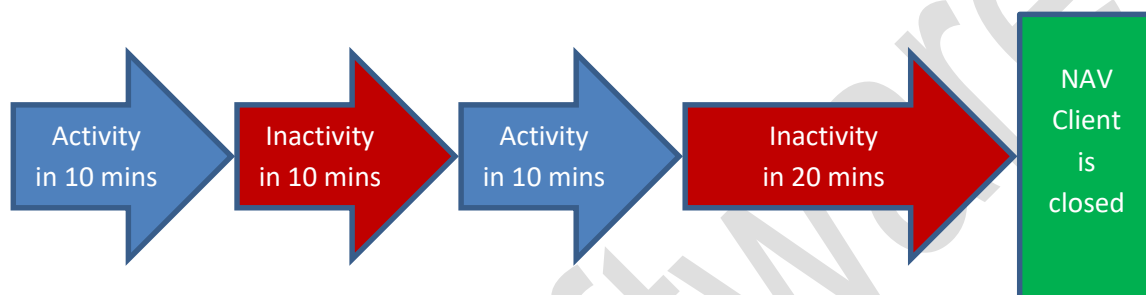 Activity
in 10 mins
Inactivity
in 10 mins
Activity
in 10 mins
Inactivity
in 20 mins
NAV
Client
is
closed